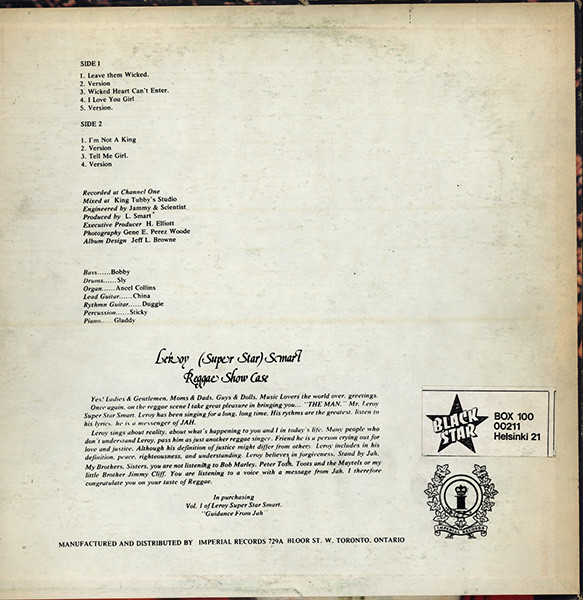 SIDE 1
1. Leave them Wicked.
2. Version
3. Wicked Heart Can't Enter.
4. I Love You Girl
5. Version.
SIDE 2
1. I'm Not A King
2. Version
3. Tell Me Girl.
4. Version
Recorded at Channel One
Mixed at King Tubby's Studio
Engineered by Jammy & Scientist
Produced by L. Smart
Executive Producer H. Elliott
Photography Gene E. Perez Woode
Album Design Jeff L. Browne
Bass......Bobby
Drums......Sly
Organ......Ancel Collins
Lead Guitar......China
Rythmn Guitar......Duggie
Percussion......Sticky
Piano......Gladdy
Leroy (Super Star) Smart
Reggae Show Case
Yes! Ladies & Gentlemen, Moms & Dads, Guys & Dolls, Music Lovers the world over, greetings.
Once again, on the reggae scene I take great pleasure in bringing you... "THE MAN." Mr. Leroy
Super Star Smart. Leroy has been singing for a long, long time. His rythms are the greatest, listen to
his lyrics, he is a messenger of JAH.
Leroy sings about reality, about what's happening to you and I in today's life. Many people who
don't understand Leroy, pass him as just another reggae singer. Friend he is a person crying out for
love and justice. Although his definition of justice might differ from others. Leroy includes in his
definition, peace, righteousness, and understanding. Leroy believes in forgiveness. Stand by Jah.
My Brothers, Sisters, you are not listening to Bob Marley, Peter Tosh, Toots and the Maytels or my
little Brother Jimmy Cliff. You are listening to a voice with a message from Jah. I therefore
congratulate you on your taste of Reggae.
In purchasing
Vol. 1 of Leroy Super Star Smart.
"Guidance From Jah"
BLACK
STAR
BOX 100
00211
Helsinki 21
IMPERIAL RECORDS
MANUFACTURED AND DISTRIBUTED BY IMPERIAL RECORDS 729A BLOOR ST. W. TORONTO, ONTARIO